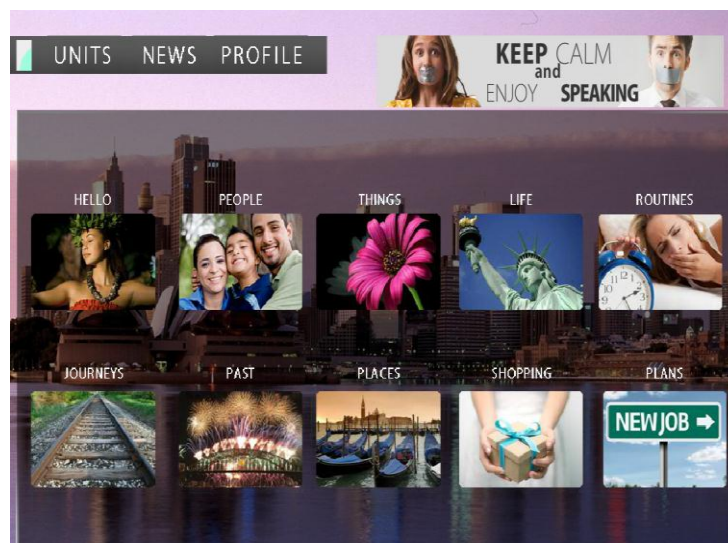 UNITS NEWS PROFILE
KEEP CALM
and
ENJOY SPEAKING
HELLO PEOPLE THINGS LIFE ROUTINES
JOURNEYS PAST PLACES SHOPPING PLANS
NEW JOB